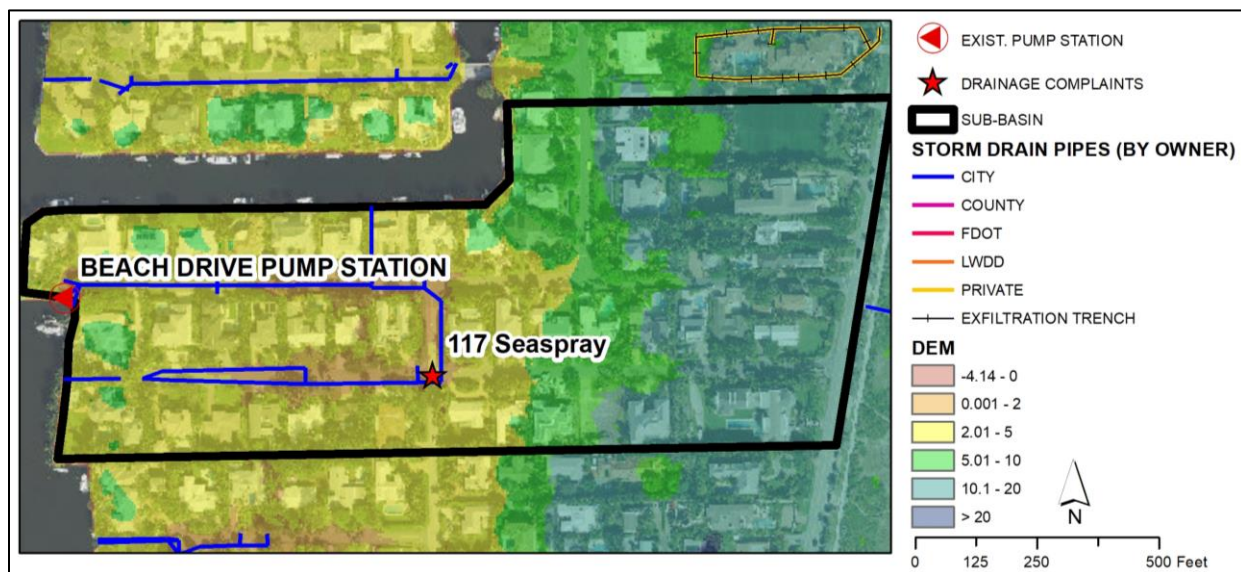 BEACH DRIVE PUMP STATION
117 Seaspray
EXIST. PUMP STATION
DRAINAGE COMPLAINTS
SUB-BASIN
STORM DRAIN PIPES (BY OWNER)
CITY
COUNTY
FDOT
LWDD
PRIVATE
EXFILTRATION TRENCH
DEM
-4.14 - 0
0.001 - 2
2.01 - 5
5.01 - 10
10.1 - 20
> 20
N
0 125 250 500 Feet